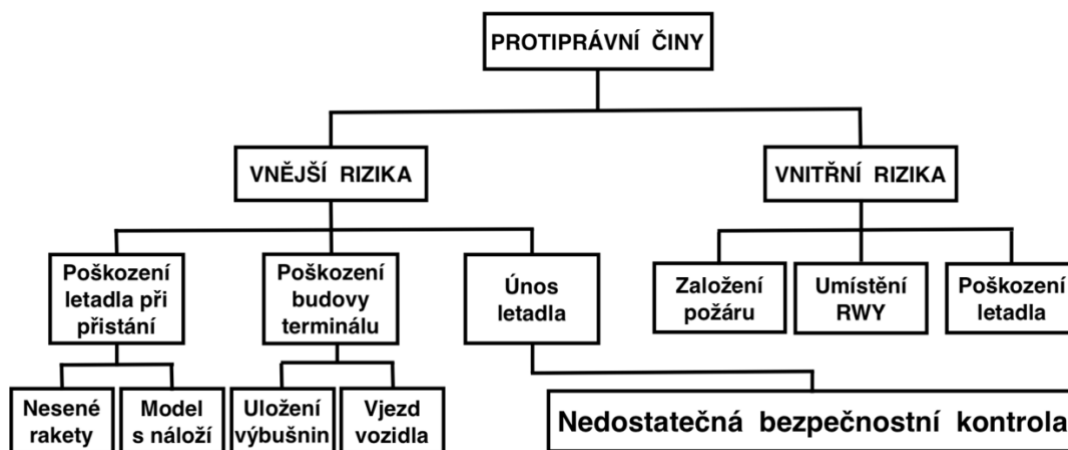 PROTIPRÁVNÍ ČINY
VNĚJŠÍ RIZIKA
VNITŘNÍ RIZIKA
Poškození
letadla při
přistání
Poškození
budovy
terminálu
Únos
letadla
Založení
požáru
Umístění
RWY
Poškození
letadla
Nesené
rakety
Model
s náloží
Uložení
výbušnin
Vjezd
vozidla
Nedostatečná bezpečnostní kontrola